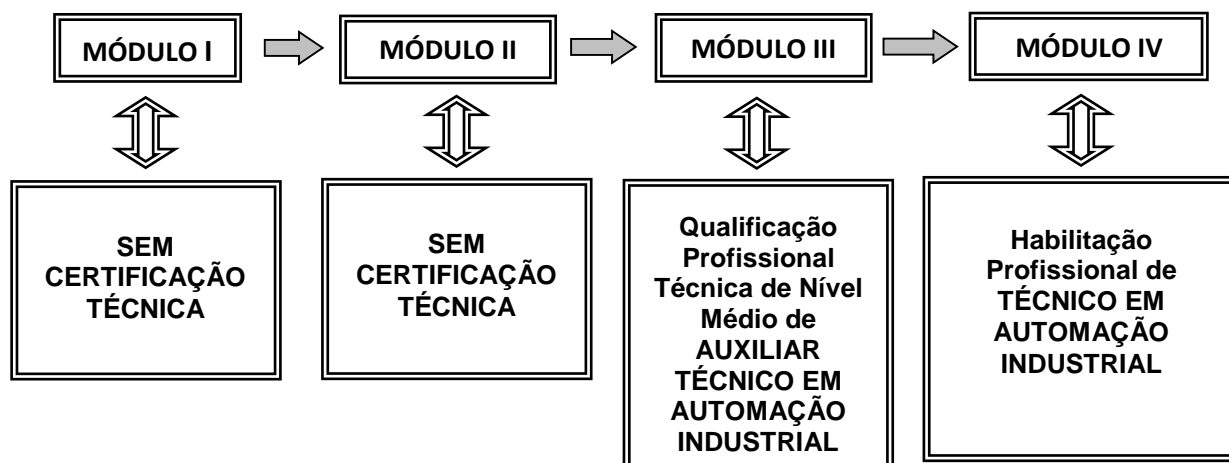 MÓDULO I
MÓDULO II
MÓDULO III
MÓDULO IV
SEM
CERTIFICAÇÃO
TÉCNICA
SEM
CERTIFICAÇÃO
TÉCNICA
Qualificação
Profissional
Técnica de Nível
Médio de
AUXILIAR
TÉCNICO EM
AUTOMAÇÃO
INDUSTRIAL
Habilitação
Profissional de
TÉCNICO EM
AUTOMAÇÃO
INDUSTRIAL